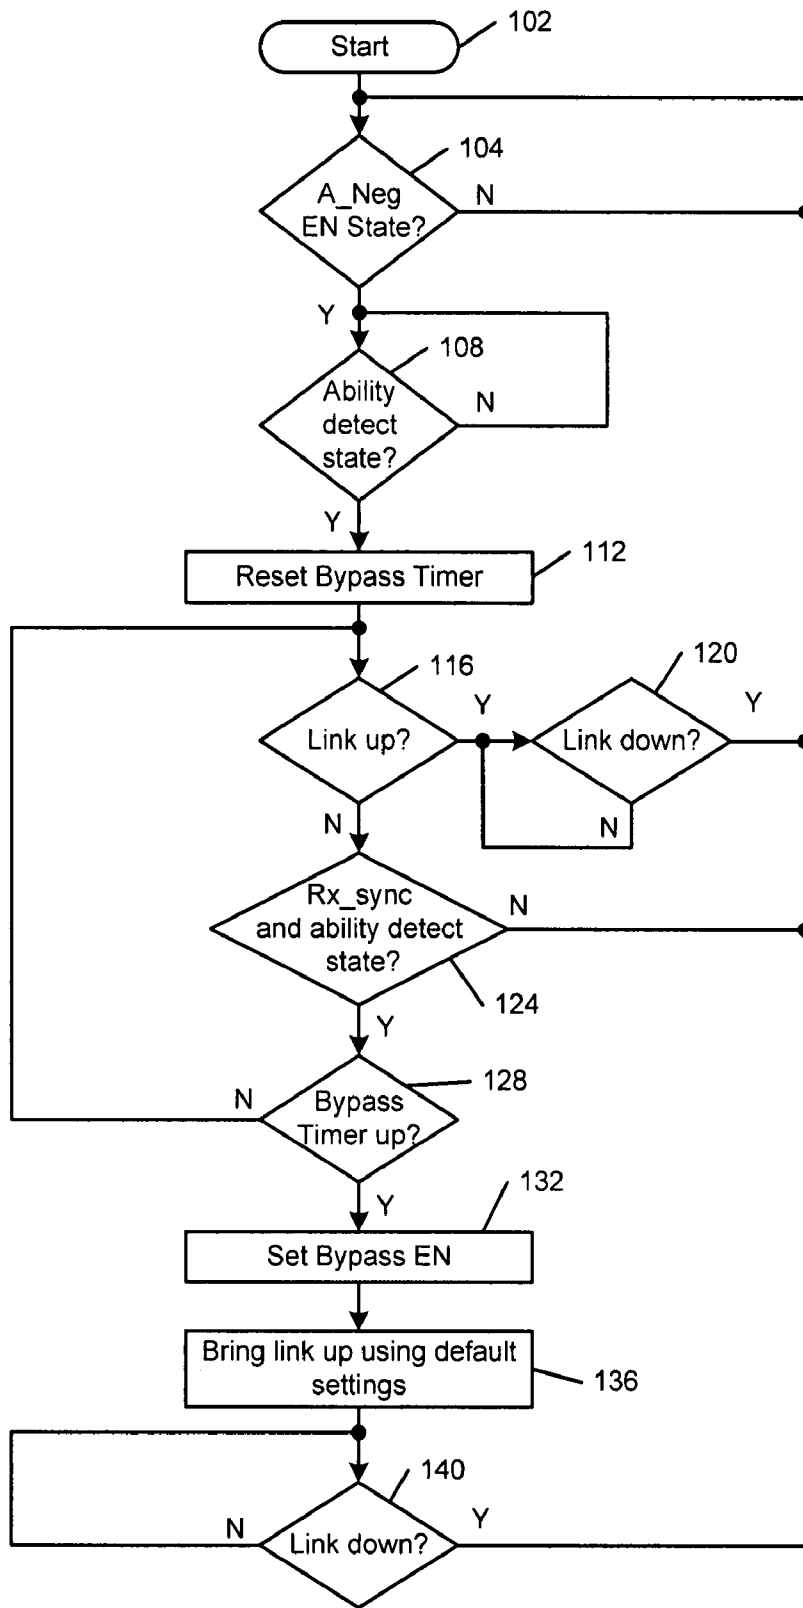 Start
102
104
A_Neg
EN State?
N
Y
108
Ability
detect
state?
N
Y
112
Reset Bypass Timer
116
Link up?
Y
120
Link down?
Y
N
N
Rx_sync
and ability detect
state?
N
124
Y
128
Bypass
Timer up?
N
Y
132
Set Bypass EN
Bring link up using default
settings
136
140
Link down?
N
Y